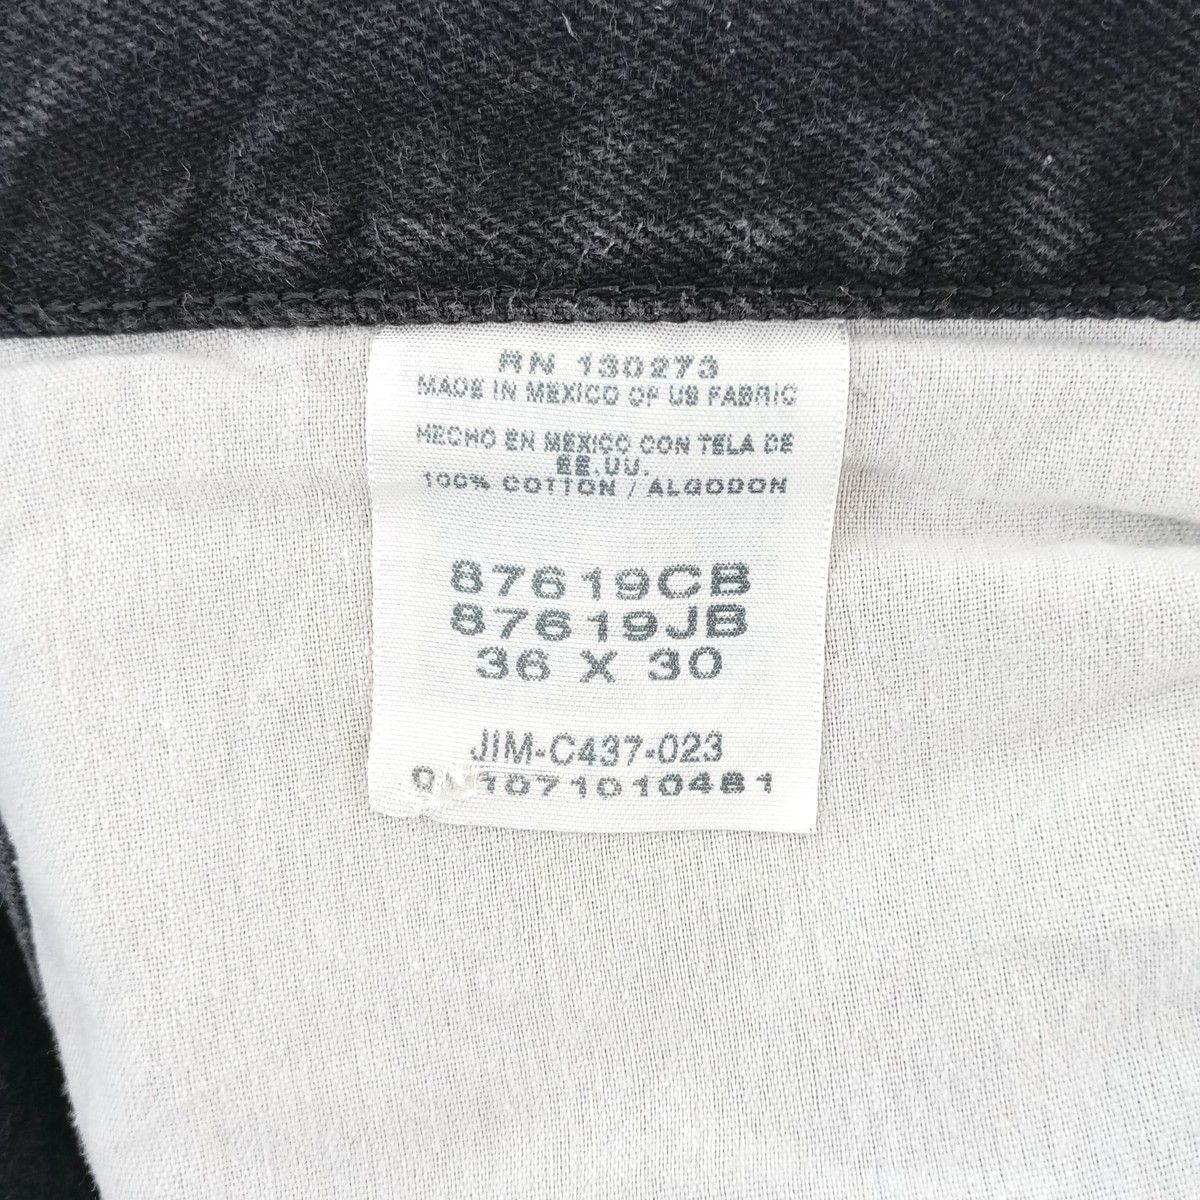 RN 130273
MADE IN MEXICO OF US FABRIC
HECHO EN MEXICO CON TELA DE
EE.UU.
100% COTTON / ALGODON
87619CB
87619JB
36 X 30
JIM-C437-023